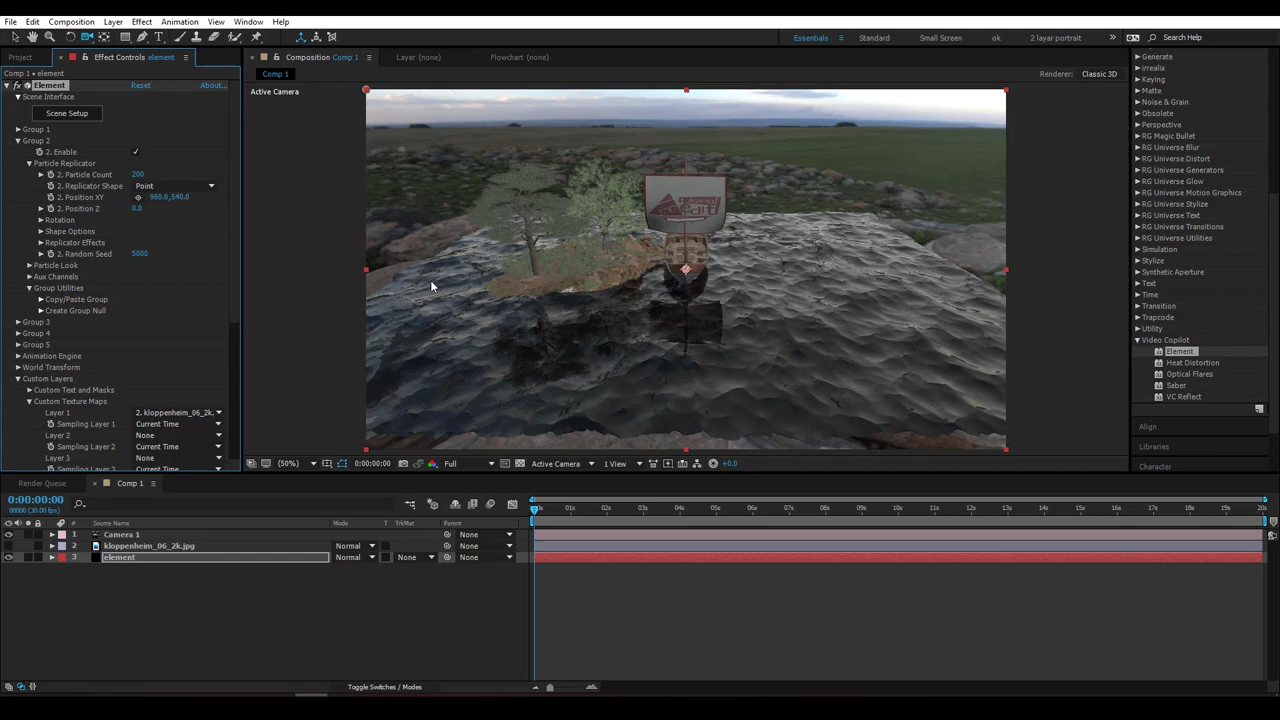 File Edit Composition Layer Effect Animation View Window Help
Essentials Standard Small Screen ok 2 layer portrait Search Help
Project Effect Controls element
Comp 1 • element
fx Element Reset About...
Scene Interface
Scene Setup
Group 1
Group 2
2. Enable
Particle Replicator
2. Particle Count 200
2. Replicator Shape Point
2. Position XY 960.0,540.0
2. Position Z 0.0
Rotation
Shape Options
Replicator Effects
2. Random Seed 5000
Particle Look
Aux Channels
Group Utilities
Copy/Paste Group
Create Group Null
Group 3
Group 4
Group 5
Animation Engine
World Transform
Custom Layers
Custom Text and Masks
Custom Texture Maps
Layer 1 2. kloppenheim_06_2k.
Sampling Layer 1 Current Time
Layer 2 None
Sampling Layer 2 Current Time
Layer 3 None
Sampling Layer 3 Current Time
Composition Comp 1 Layer (none) Flowchart (none)
Comp 1 Renderer: Classic 3D
Active Camera
(50%) 0:00:00:00 Full Active Camera 1 View +0.0
Generate
irrealix
Keying
Matte
Noise & Grain
Obsolete
Perspective
RG Magic Bullet
RG Universe Blur
RG Universe Distort
RG Universe Generators
RG Universe Glow
RG Universe Motion Graphics
RG Universe Stylize
RG Universe Text
RG Universe Transitions
RG Universe Utilities
Simulation
Stylize
Synthetic Aperture
Text
Time
Transition
Trapcode
Utility
Video Copilot
Element
Heat Distortion
Optical Flares
Saber
VC Reflect
Align
Libraries
Character
Render Queue Comp 1
0:00:00:00
00000 (30.00 fps)
# Source Name Mode T TrkMat Parent
1 Camera 1 None
2 kloppenheim_06_2k.jpg Normal None
3 element Normal None None
02s 04s 06s 08s 10s 12s 14s 16s 18s 20s
01s 03s 05s 07s 09s 11s 13s 15s 17s 19s
Toggle Switches / Modes